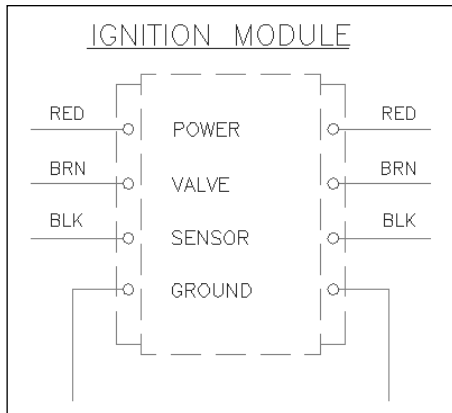 IGNITION MODULE
RED POWER RED
BRN VALVE BRN
BLK SENSOR BLK
GROUND